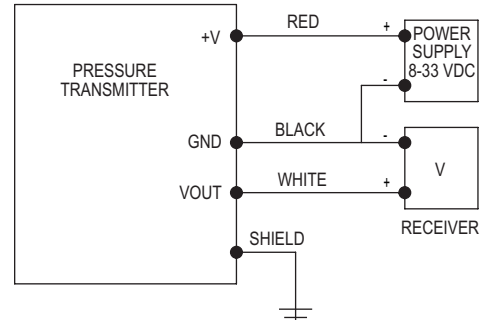 PRESSURE
TRANSMITTER
+V
RED
+
POWER
SUPPLY
8-33 VDC
-
GND
BLACK
-
V
VOUT
WHITE
+
RECEIVER
SHIELD